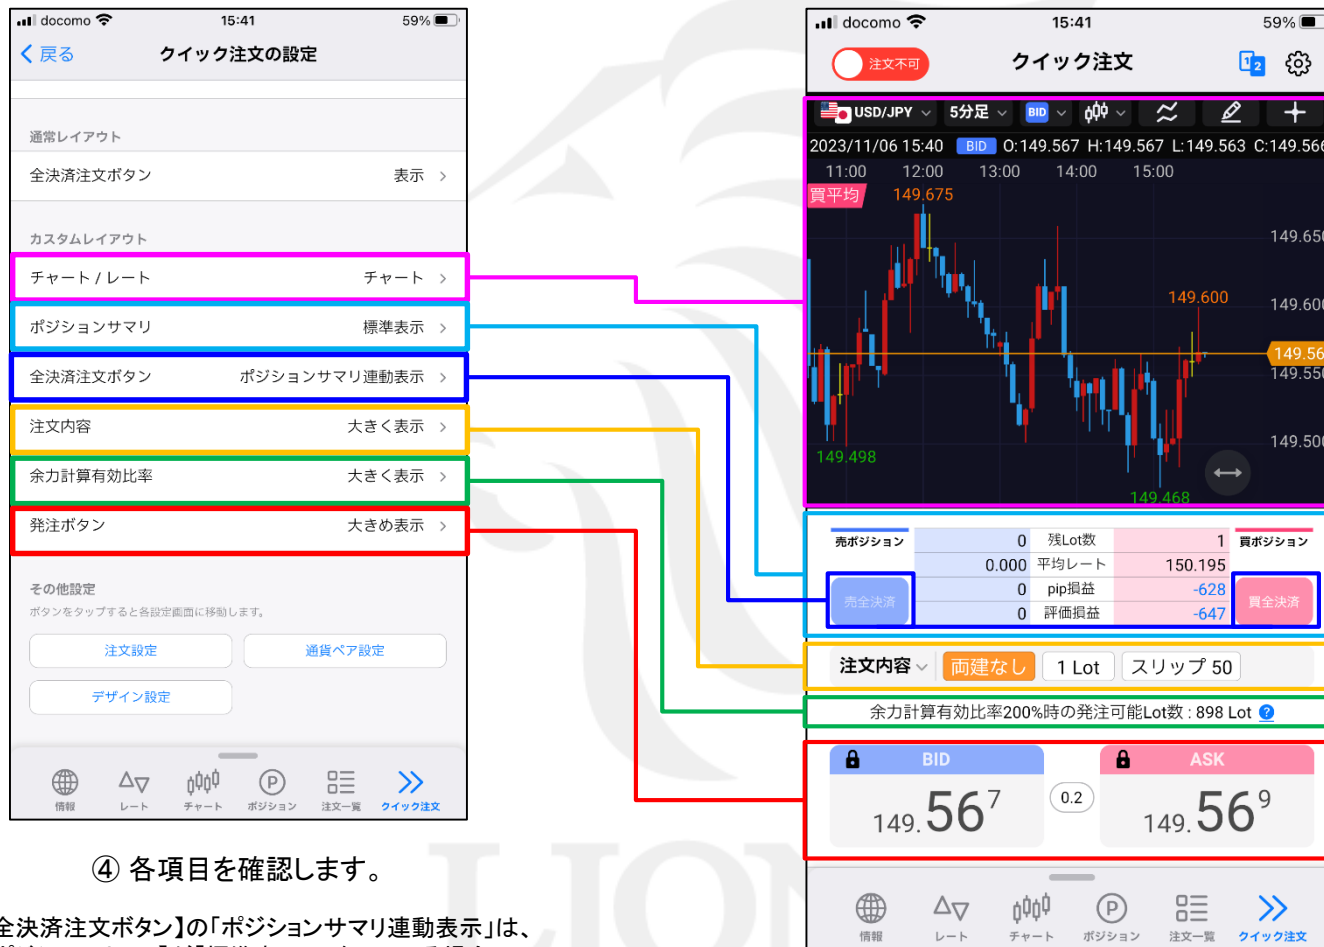 docomo 15:41 59%
戻る クイック注文の設定
通常レイアウト
全決済注文ボタン 表示
カスタムレイアウト
チャート / レート チャート
ポジションサマリ 標準表示
全決済注文ボタン ポジションサマリ連動表示
注文内容 大きく表示
余力計算有効比率 大きく表示
発注ボタン 大きめ表示
その他設定
ボタンをタップすると各設定画面に移動します。
注文設定 通貨ペア設定
デザイン設定
情報 レート チャート ポジション 注文一覧 クイック注文
④ 各項目を確認します。
全決済注文ボタン】の「ポジションサマリ連動表示」は、
docomo 15:41 59%
注文不可 クイック注文 1 2
USD/JPY 5分足 BID
2023/11/06 15:40 BID O:149.567 H:149.567 L:149.563 C:149.566
11:00 12:00 13:00 14:00 15:00
買平均 149.675
149.650
149.600 149.600
149.56
149.550
149.500
149.498
149.468
売ポジション 0 残Lot数 1 買ポジション
0.000 平均レート 150.195
売全決済 0 pip損益 -628 買全決済
0 評価損益 -647
注文内容 両建なし 1 Lot スリップ 50
余力計算有効比率200%時の発注可能Lot数 : 898 Lot ?
BID ASK
149.567 0.2 149.569
情報 レート チャート ポジション 注文一覧 クイック注文
LION